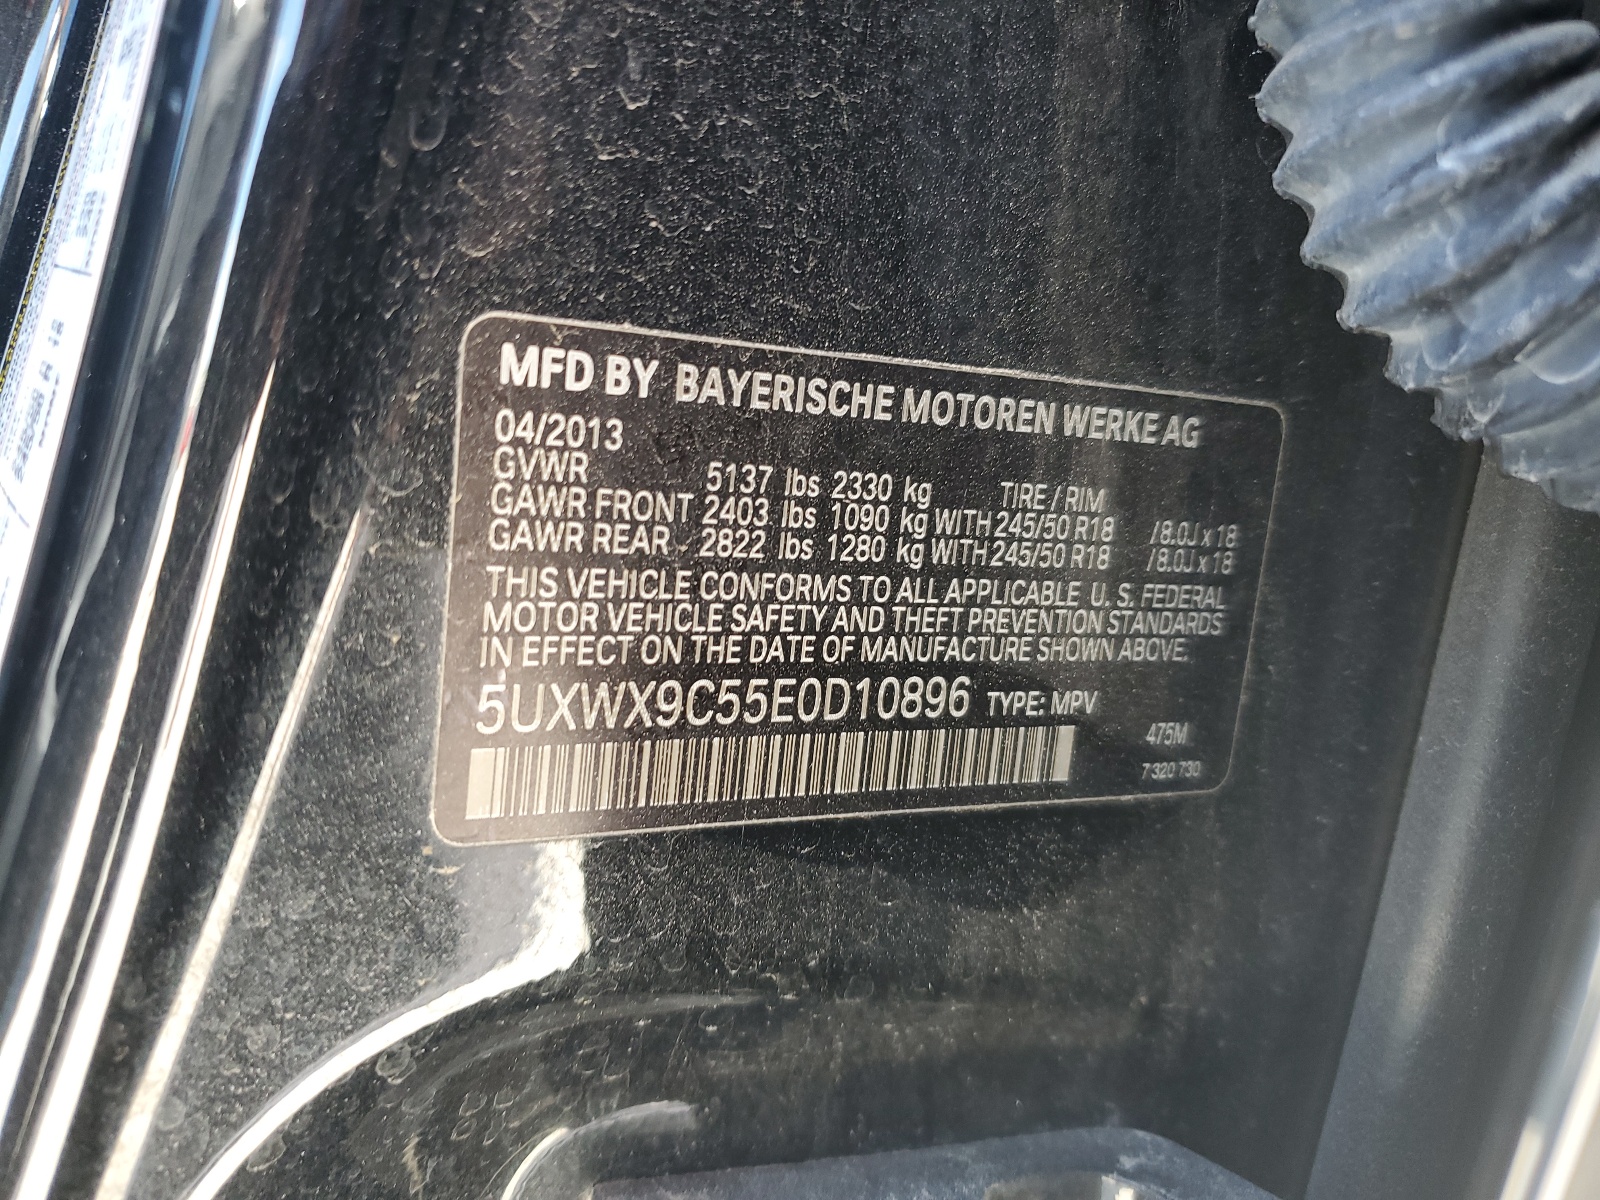 MFD BY BAYERISCHE MOTOREN WERKE AG
04/2013
GVWR 5137 lbs 2330 kg TIRE / RIM
GAWR FRONT 2403 lbs 1090 kg WITH 245/50 R18 /8.0J x 18
GAWR REAR 2822 lbs 1280 kg WITH 245/50 R18 /8.0J x 18
THIS VEHICLE CONFORMS TO ALL APPLICABLE U. S. FEDERAL
MOTOR VEHICLE SAFETY AND THEFT PREVENTION STANDARDS
IN EFFECT ON THE DATE OF MANUFACTURE SHOWN ABOVE.
5UXWX9C55E0D10896 TYPE: MPV
475M
7 320 730